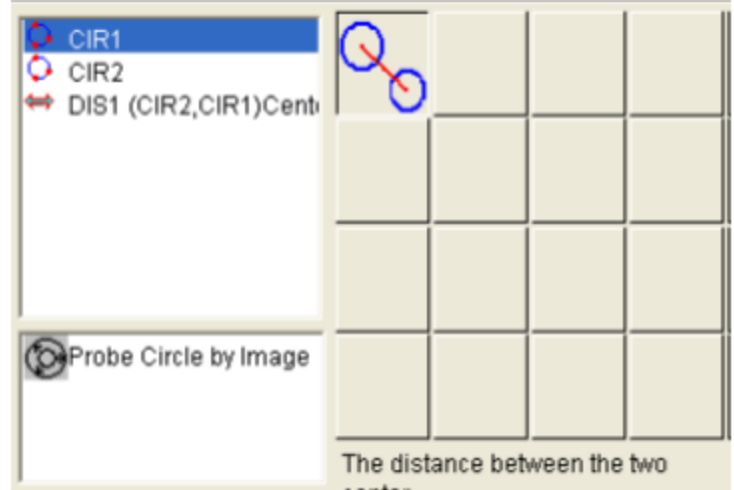 CIR1
CIR2
DIS1 (CIR2,CIR1)Cent
Probe Circle by Image
The distance between the two